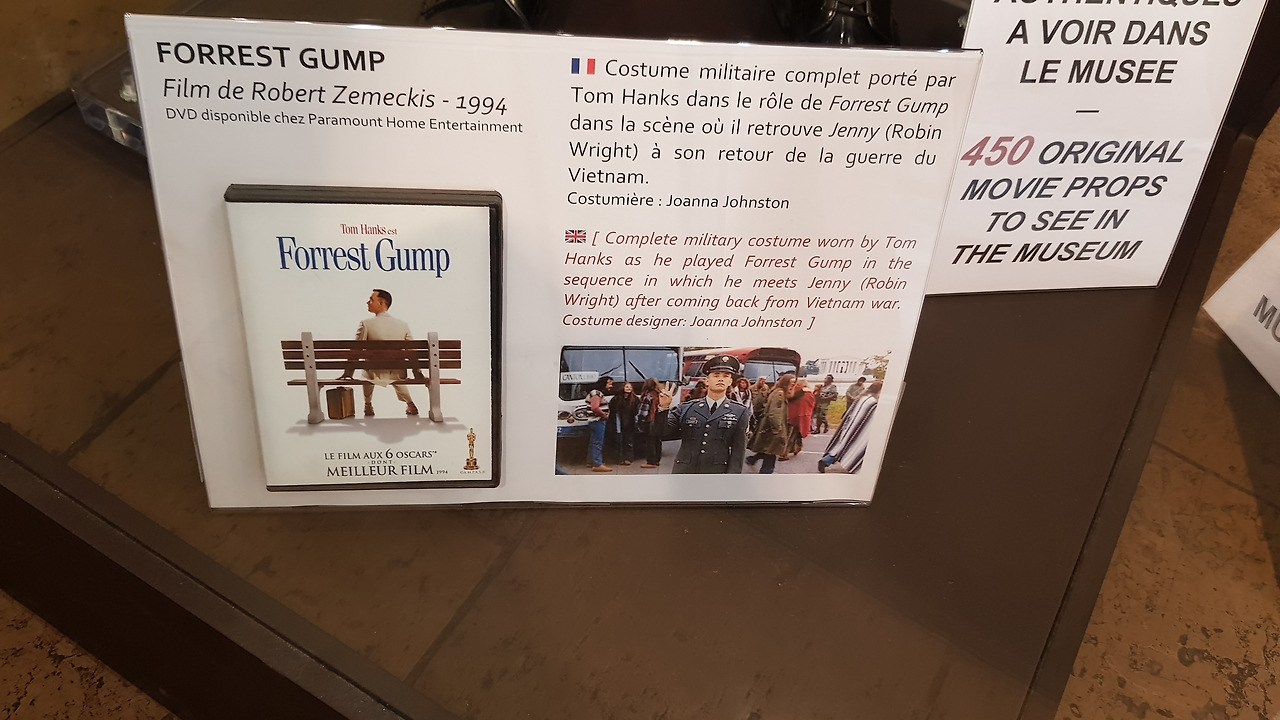 FORREST GUMP
Film de Robert Zemeckis - 1994
DVD disponible chez Paramount Home Entertainment
Tom Hanks est
Forrest Gump
LE FILM AUX 6 OSCARS
- DONT -
MEILLEUR FILM 1994
Costume militaire complet porté par
Tom Hanks dans le rôle de Forrest Gump
dans la scène où il retrouve Jenny (Robin
Wright) à son retour de la guerre du
Vietnam.
Costumière : Joanna Johnston
[ Complete military costume worn by Tom
Hanks as he played Forrest Gump in the
sequence in which he meets Jenny (Robin
Wright) after coming back from Vietnam war.
Costume designer: Joanna Johnston ]
AUTHENTIQUES
A VOIR DANS
LE MUSEE
—
450 ORIGINAL
MOVIE PROPS
TO SEE IN
THE MUSEUM